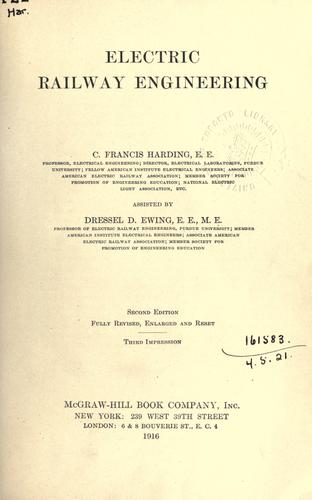 Har.
ELECTRIC
RAILWAY ENGINEERING
C. FRANCIS HARDING, E. E.
PROFESSOR, ELECTRICAL ENGINEERING; DIRECTOR, ELECTRICAL LABORATORIES, PURDUE
UNIVERSITY; FELLOW AMERICAN INSTITUTE ELECTRICAL ENGINEERS; ASSOCIATE
AMERICAN ELECTRIC RAILWAY ASSOCIATION; MEMBER SOCIETY FOR
PROMOTION OF ENGINEERING EDUCATION; NATIONAL ELECTRIC
LIGHT ASSOCIATION, ETC.
ASSISTED BY
DRESSEL D. EWING, E. E., M. E.
PROFESSOR OF ELECTRIC RAILWAY ENGINEERING, PURDUE UNIVERSITY; MEMBER
AMERICAN INSTITUTE ELECTRICAL ENGINEERS; ASSOCIATE AMERICAN
ELECTRIC RAILWAY ASSOCIATION; MEMBER SOCIETY FOR
PROMOTION OF ENGINEERING EDUCATION
SECOND EDITION
FULLY REVISED, ENLARGED AND RESET
THIRD IMPRESSION
161583.
4.5.21.
McGRAW-HILL BOOK COMPANY, INC.
NEW YORK: 239 WEST 39TH STREET
LONDON: 6 & 8 BOUVERIE ST., E. C. 4
1916